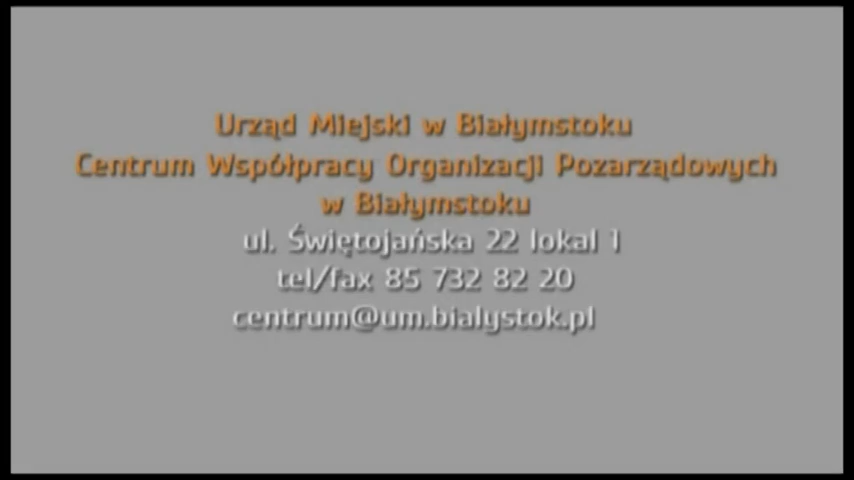 Urząd Miejski w Białymstoku
Centrum Współpracy Organizacji Pozarządowych
w Białymstoku
ul. Świętojańska 22 lokal 1
tel/fax 85 732 82 20
centrum@um.bialystok.pl